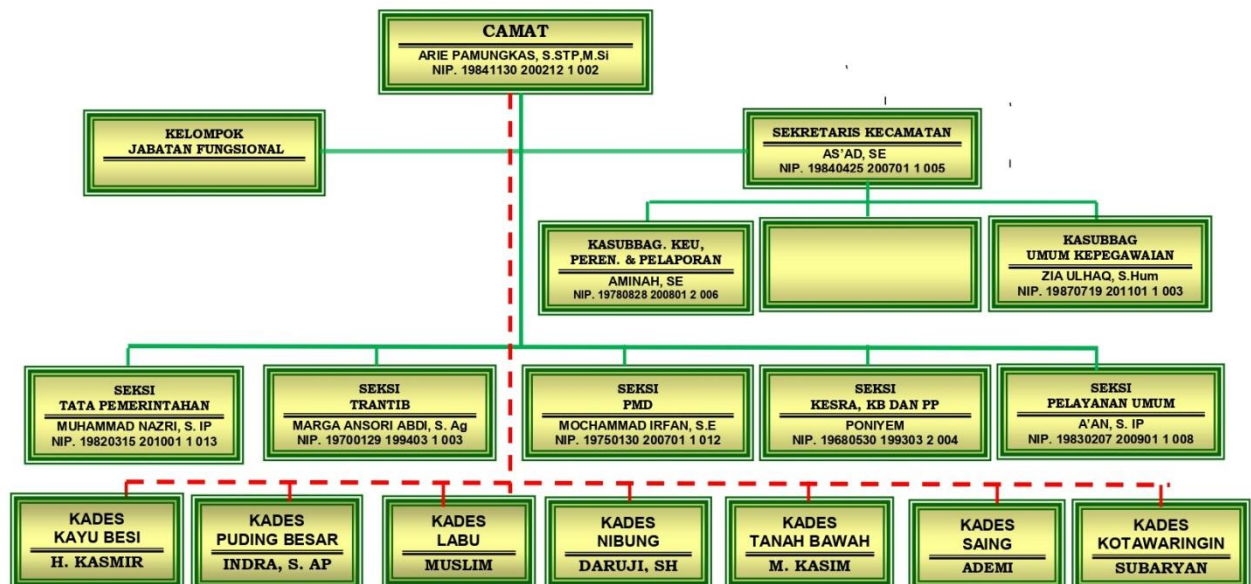 CAMAT
ARIE PAMUNGKAS, S.STP,M.Si
NIP. 19841130 200212 1 002
KELOMPOK
JABATAN FUNGSIONAL
SEKRETARIS KECAMATAN
AS'AD, SE
NIP. 19840425 200701 1 005
KASUBBAG. KEU,
PEREN. & PELAPORAN
AMINAH, SE
NIP. 19780828 200801 2 006
KASUBBAG
UMUM KEPEGAWAIAN
ZIA ULHAQ, S.Hum
NIP. 19870719 201101 1 003
SEKSI
TATA PEMERINTAHAN
MUHAMMAD NAZRI, S. IP
NIP. 19820315 201001 1 013
SEKSI
TRANTIB
MARGA ANSORI ABDI, S. Ag
NIP. 19700129 199403 1 003
SEKSI
PMD
MOCHAMMAD IRFAN, S.E
NIP. 19750130 200701 1 012
SEKSI
KESRA, KB DAN PP
PONIYEM
NIP. 19680530 199303 2 004
SEKSI
PELAYANAN UMUM
A'AN, S. IP
NIP. 19830207 200901 1 008
KADES
KAYU BESI
H. KASMIR
KADES
PUDING BESAR
INDRA, S. AP
KADES
LABU
MUSLIM
KADES
NIBUNG
DARUJI, SH
KADES
TANAH BAWAH
M. KASIM
KADES
SAING
ADEMI
KADES
KOTAWARINGIN
SUBARYAN